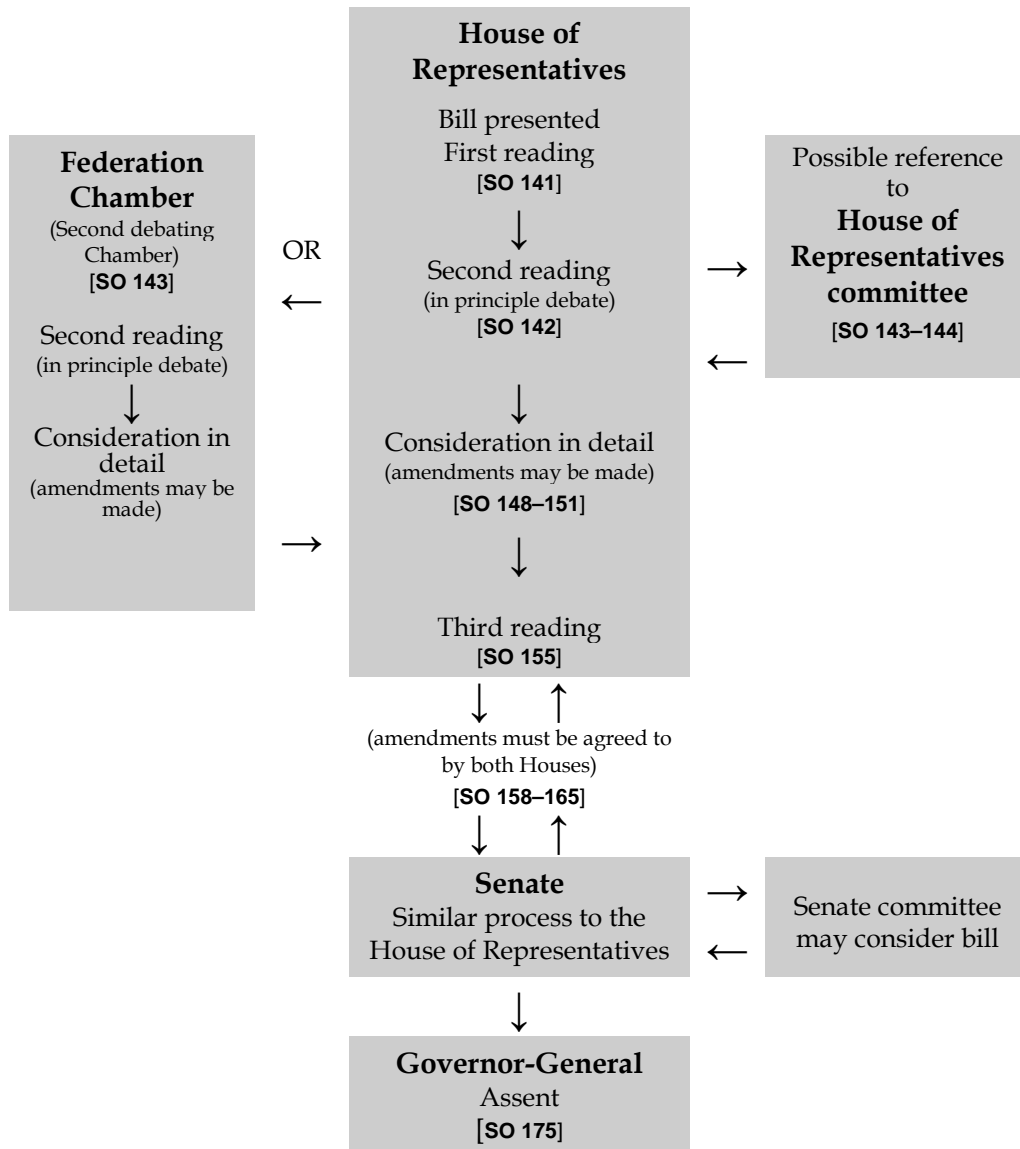 House of
Representatives
Bill presented
First reading
[SO 141]
Second reading
(in principle debate)
[SO 142]
Consideration in detail
(amendments may be made)
[SO 148–151]
Third reading
[SO 155]
Federation
Chamber
(Second debating
Chamber)
[SO 143]
Second reading
(in principle debate)
Consideration in
detail
(amendments may be
made)
OR
Possible reference
to
House of
Representatives
committee
[SO 143–144]
(amendments must be agreed to
by both Houses)
[SO 158–165]
Senate
Similar process to the
House of Representatives
Senate committee
may consider bill
Governor-General
Assent
[SO 175]